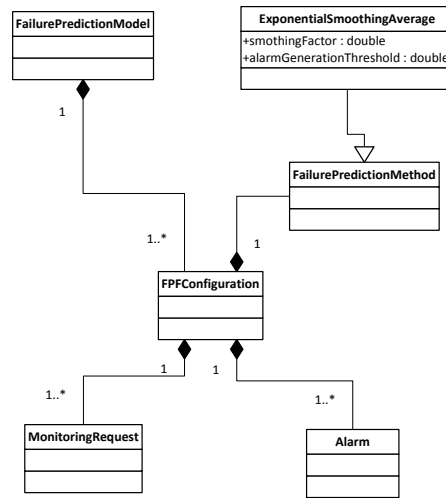 FailurePredictionModel
ExponentialSmoothingAverage
+smothingFactor : double
+alarmGenerationThreshold : double
1
FailurePredictionMethod
1..*
1
FPFConfiguration
1
1
1..*
1..*
MonitoringRequest
Alarm